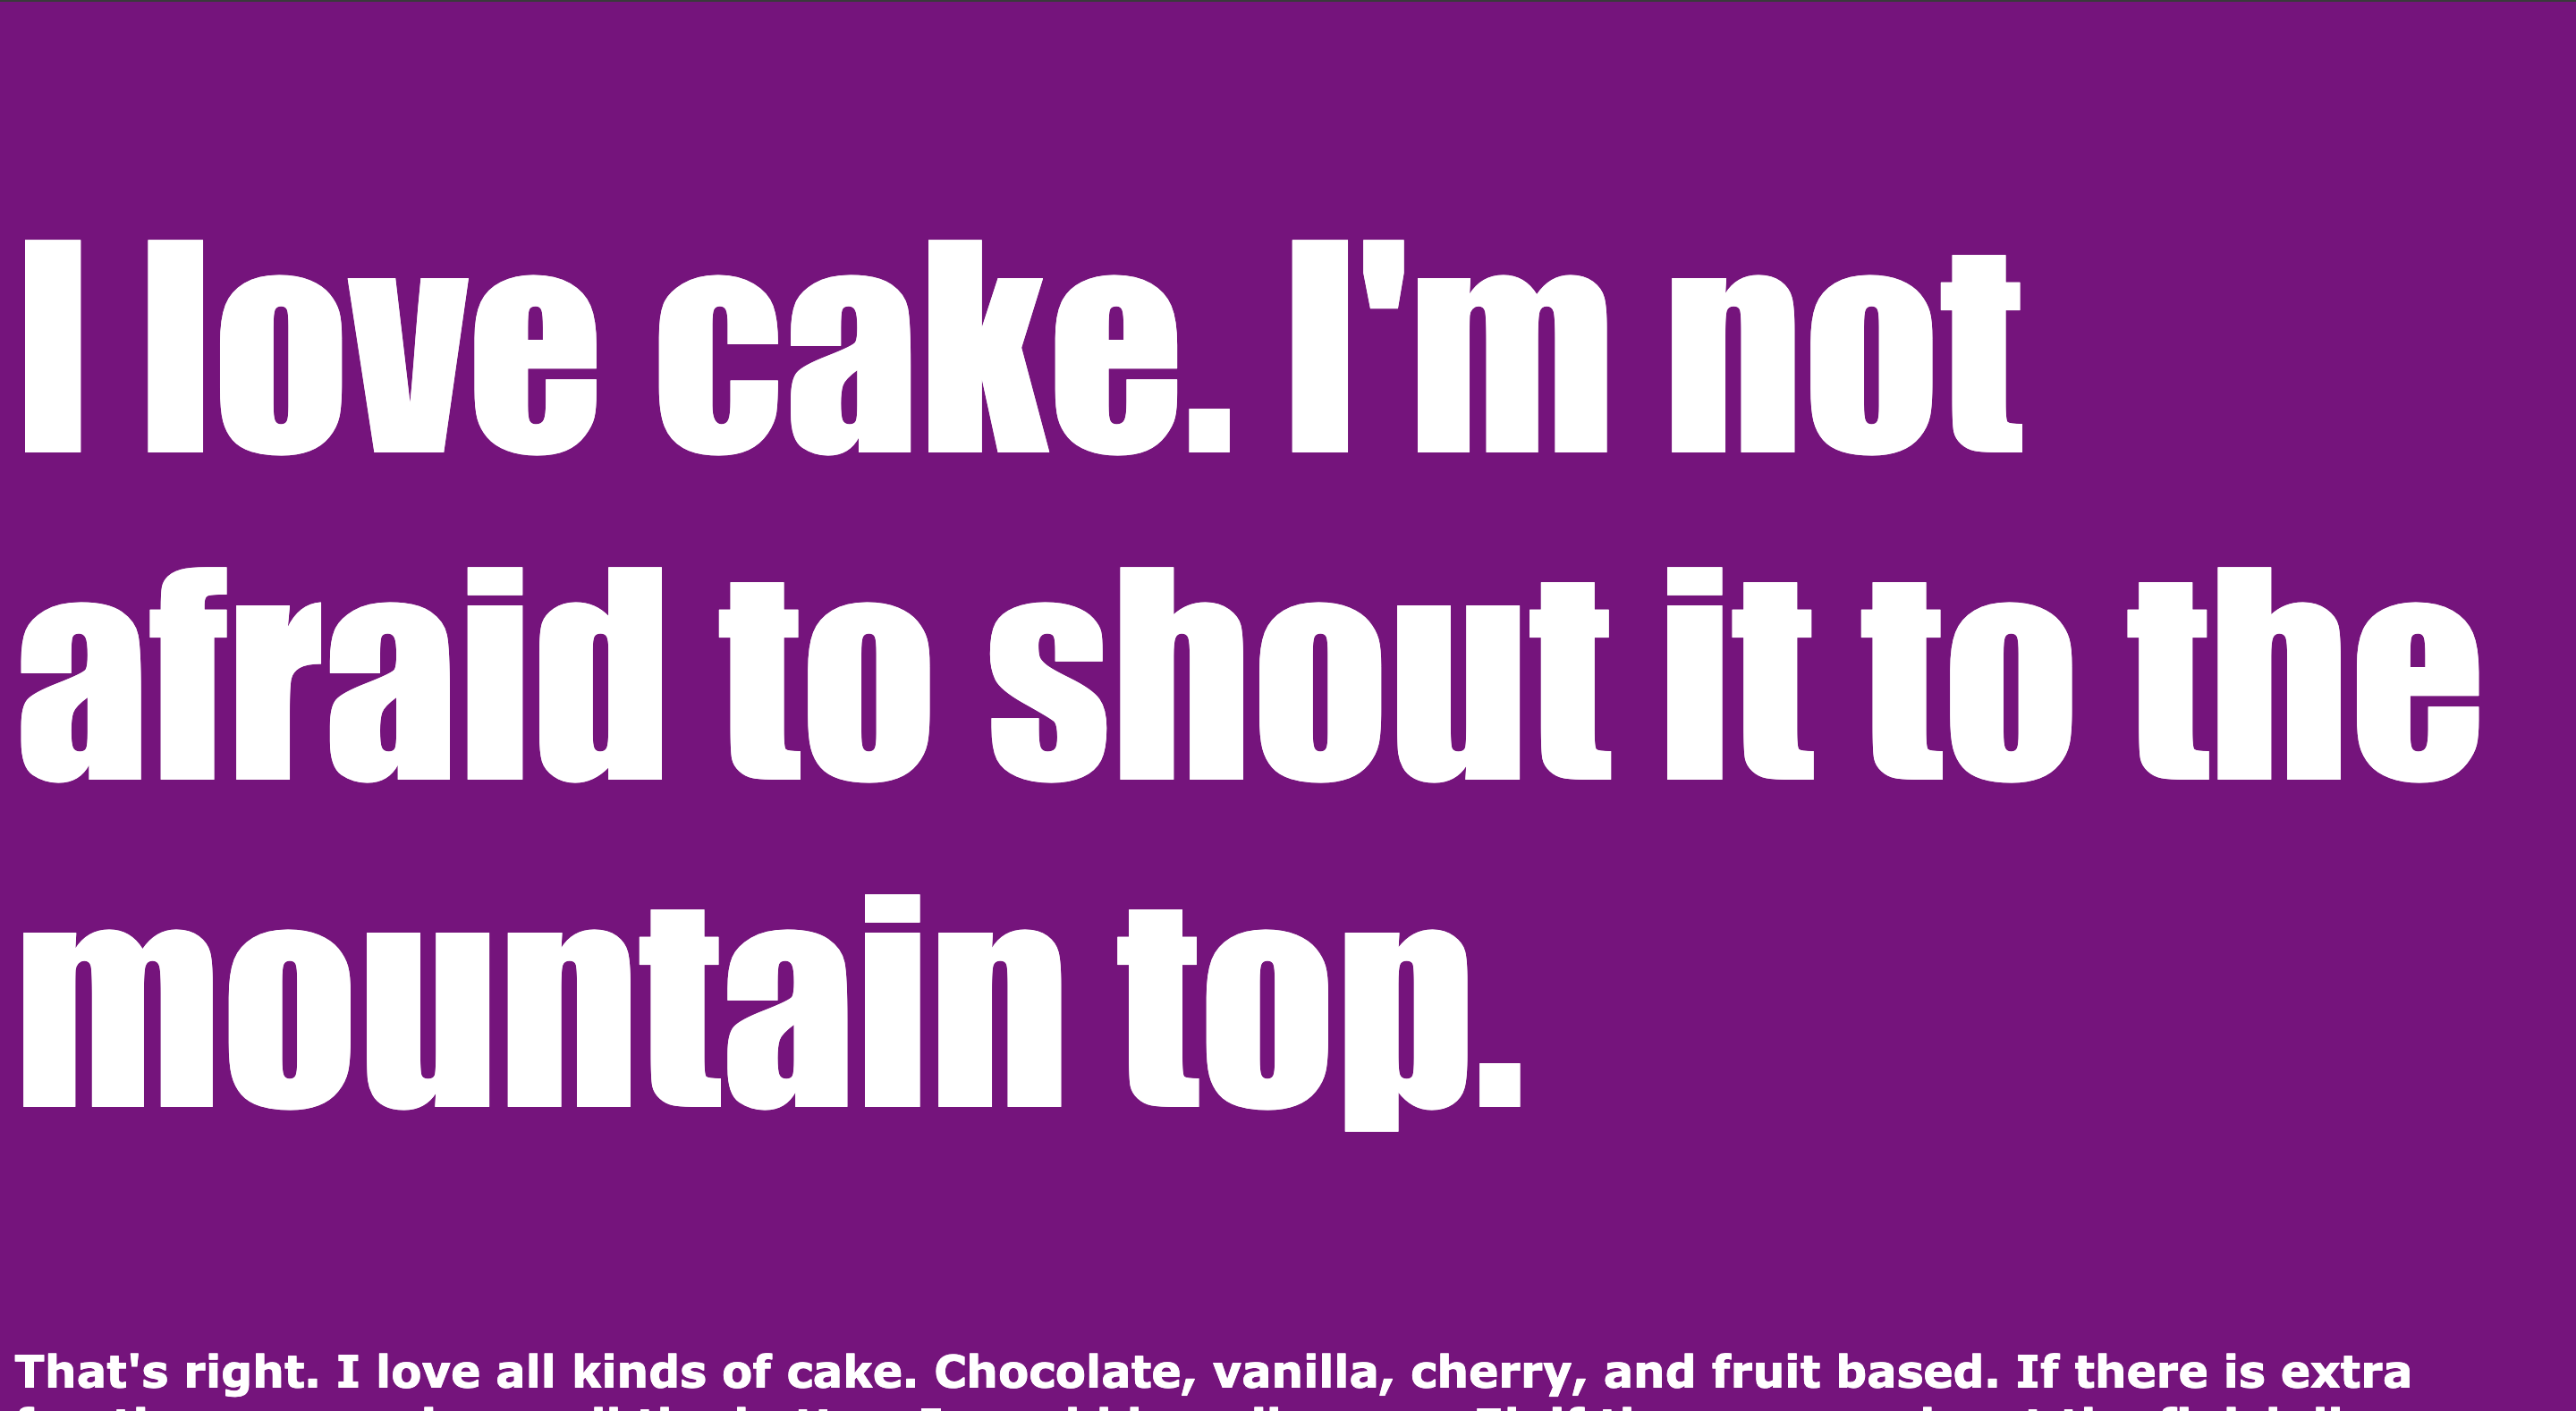 I love cake. I'm not
afraid to shout it to the
mountain top.
That's right. I love all kinds of cake. Chocolate, vanilla, cherry, and fruit based. If there is extra